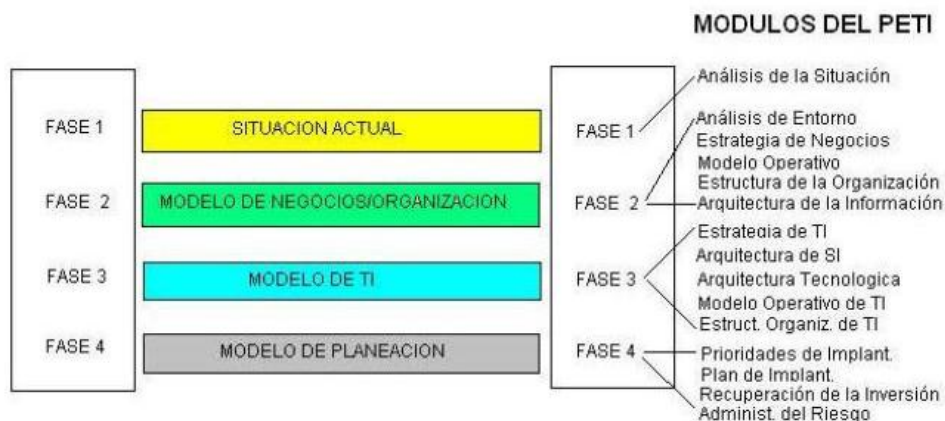 MODULOS DEL PETI
FASE 1
SITUACION ACTUAL
FASE 1
Análisis de la Situación
FASE 2
MODELO DE NEGOCIOS/ORGANIZACION
FASE 2
Análisis de Entorno
Estrategia de Negocios
Modelo Operativo
Estructura de la Organización
Arquitectura de la Información
FASE 3
MODELO DE TI
FASE 3
Estrategia de TI
Arquitectura de SI
Arquitectura Tecnologica
Modelo Operativo de TI
Estruct. Organiz. de TI
FASE 4
MODELO DE PLANEACION
FASE 4
Prioridades de Implant.
Plan de Implant.
Recuperación de la Inversión
Administ. del Riesgo